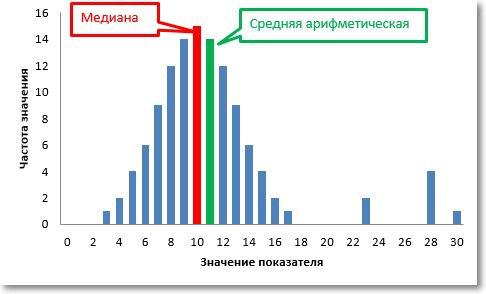 Медиана
Средняя арифметическая
Частота значения
16
14
12
10
8
6
4
2
0
0 2 4 6 8 10 12 14 16 18 20 22 24 26 28 30
Значение показателя